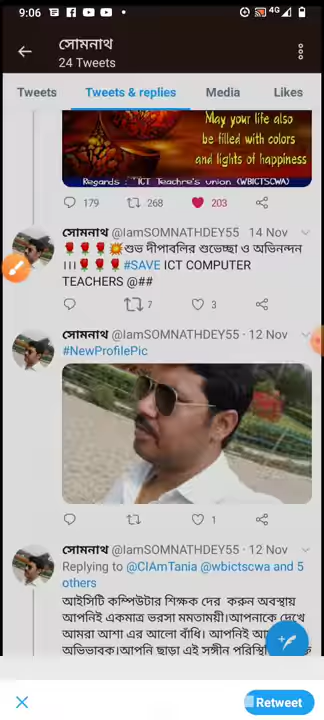 9:06
4G
সোমনাথ
24 Tweets
Tweets
Tweets & replies
Media
Likes
May your life also
be filled with colors
and lights of happiness
Regards : "ICT Teachre's union (WBICTSCWA)
179
268
203
সোমনাথ @IamSOMNATHDEY55 · 14 Nov
শুভ দীপাবলির শুভেচ্ছা ও অভিনন্দন
।।। #SAVE ICT COMPUTER
TEACHERS @##
7
3
সোমনাথ @IamSOMNATHDEY55 · 12 Nov
#NewProfilePic
1
সোমনাথ @IamSOMNATHDEY55 · 12 Nov
Replying to @CIAmTania @wbictscwa and 5
others
আইসিটি কম্পিউটার শিক্ষক দের করুন অবস্থায়
আপনিই একমাত্র ভরসা মমতাময়ী।আপনাকে দেখে
আমরা আশা এর আলো বাঁধি। আপনিই
অভিভাবক।আপনি ছাড়া এই সঙ্গীন
Retweet